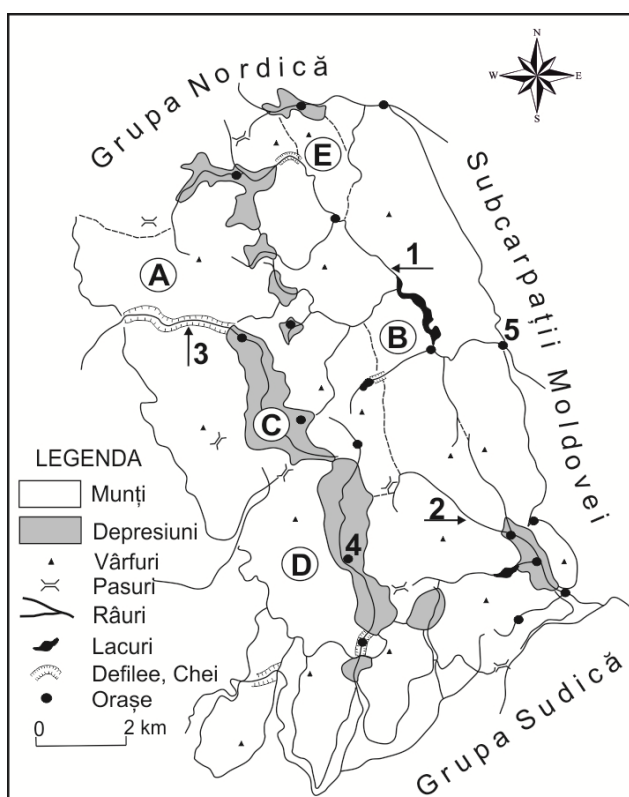 N
W E
S
Grupa Nordică
Subcarpații Moldovei
E
A
1
B
3
5
C
2
4
D
LEGENDA
Munți
Depresiuni
Vârfuri
Pasuri
Râuri
Lacuri
Defilee, Chei
Orașe
0 2 km
Grupa Sudică